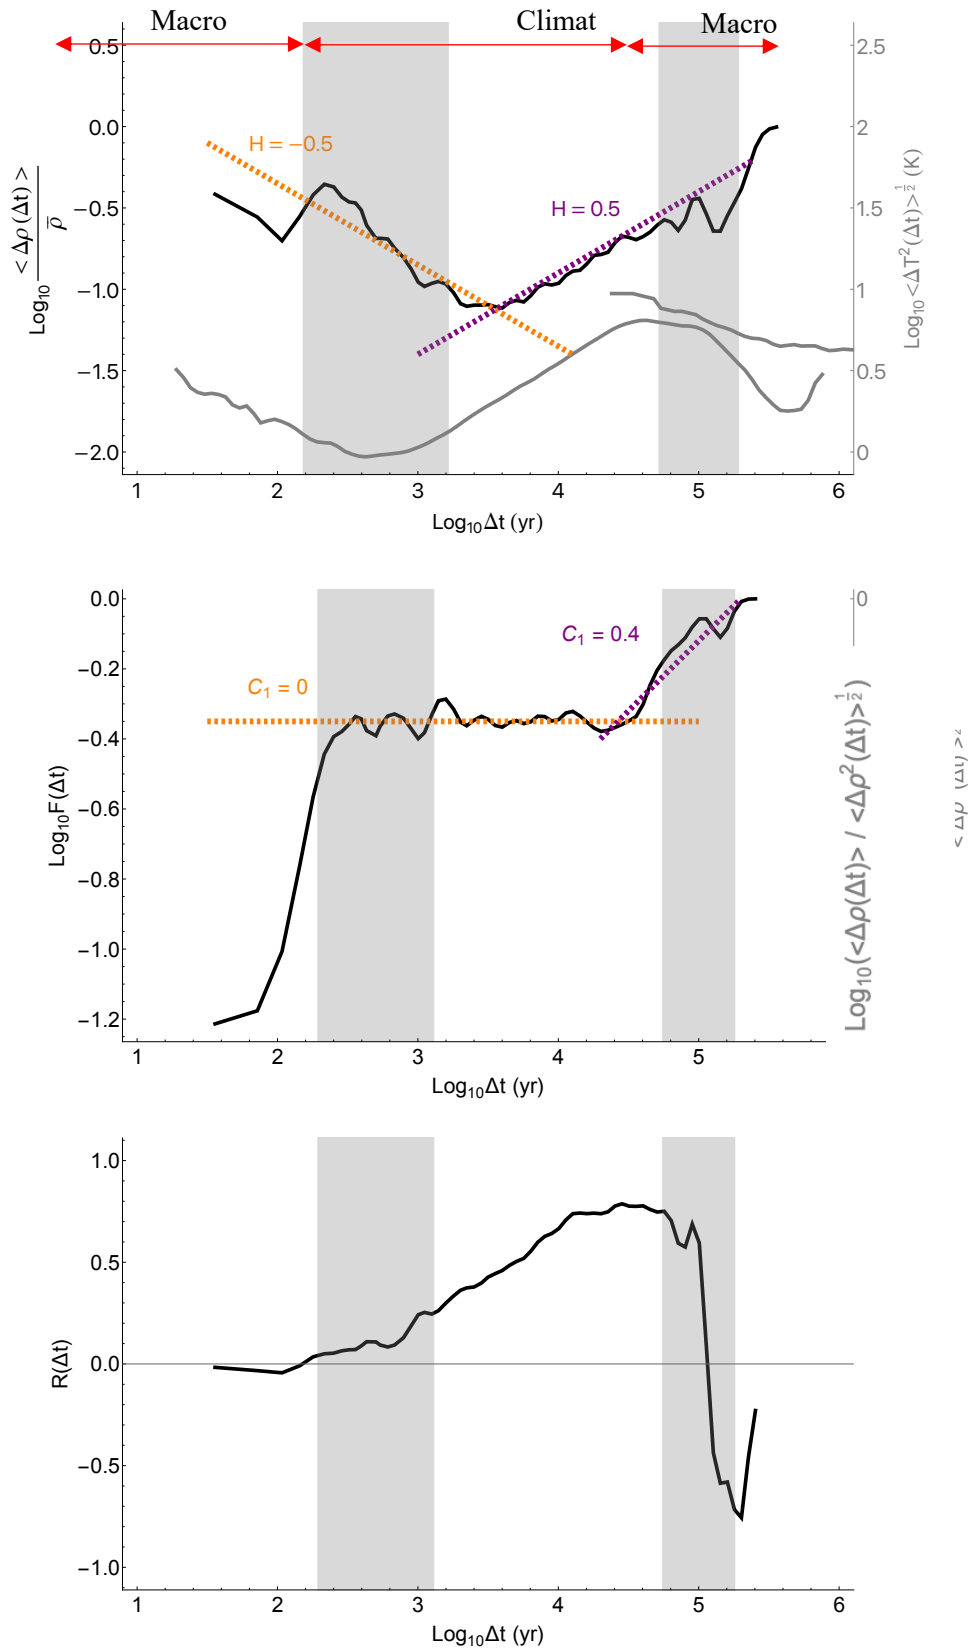 Macro Climat Macro
0.5 2.5
0.0 2
H = −0.5
H = 0.5
−0.5 1.5
−1.0 1
−1.5 0.5
−2.0 0
Log₁₀ < Δρ (Δt) > / ρ̅
Log₁₀ <ΔT²(Δt)>^½ (K)
1 2 3 4 5 6
Log₁₀Δt (yr)
0.0 0
C₁ = 0.4
−0.2
C₁ = 0
−0.4
−0.6
−0.8
−1.0
−1.2
Log₁₀F(Δt)
Log₁₀(<Δρ(Δt)> / <Δρ²(Δt)>^½)
1 2 3 4 5
Log₁₀Δt (yr)
1.0
0.5
0.0
−0.5
−1.0
R(Δt)
1 2 3 4 5 6
Log₁₀Δt (yr)